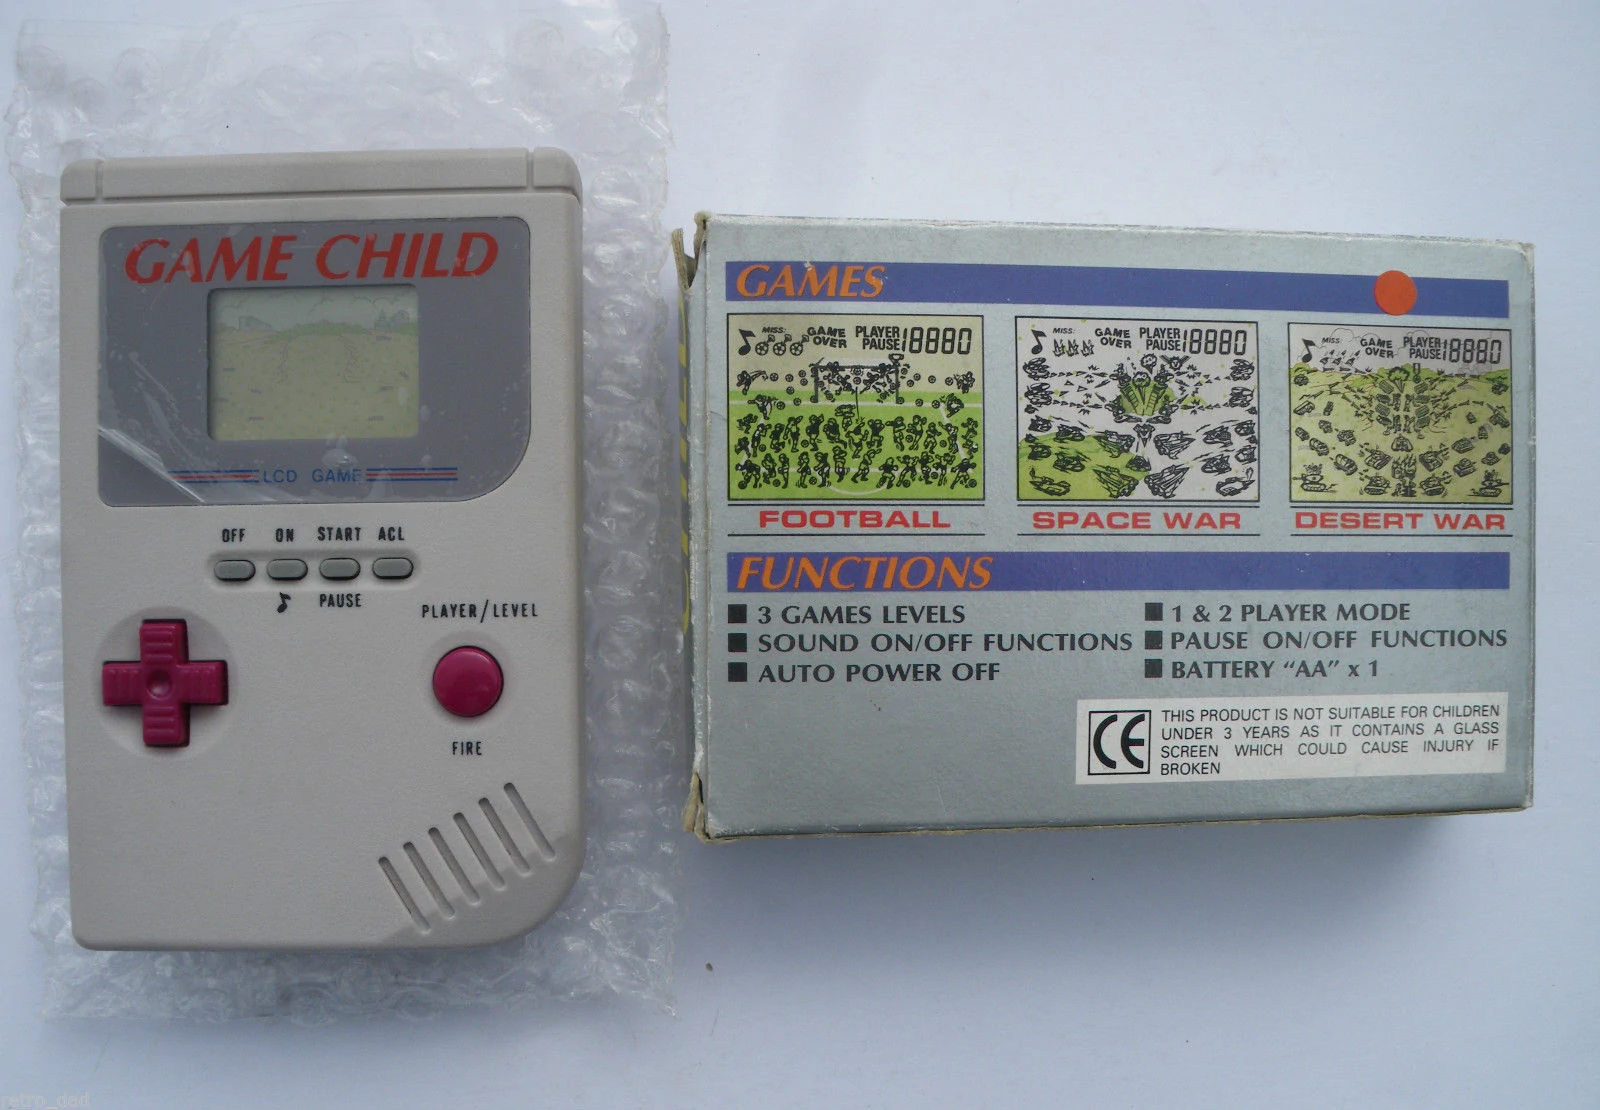 GAME CHILD
LCD GAME
OFF ON START ACL
PAUSE
PLAYER/LEVEL
FIRE
GAMES
MISS: GAME OVER PLAYER PAUSE 18880
MISS: GAME OVER PLAYER PAUSE 18880
MISS: GAME OVER PLAYER PAUSE 18880
FOOTBALL
SPACE WAR
DESERT WAR
FUNCTIONS
3 GAMES LEVELS
SOUND ON/OFF FUNCTIONS
AUTO POWER OFF
1 & 2 PLAYER MODE
PAUSE ON/OFF FUNCTIONS
BATTERY “AA” x 1
CE
THIS PRODUCT IS NOT SUITABLE FOR CHILDREN
UNDER 3 YEARS AS IT CONTAINS A GLASS
SCREEN WHICH COULD CAUSE INJURY IF
BROKEN
retro_dad